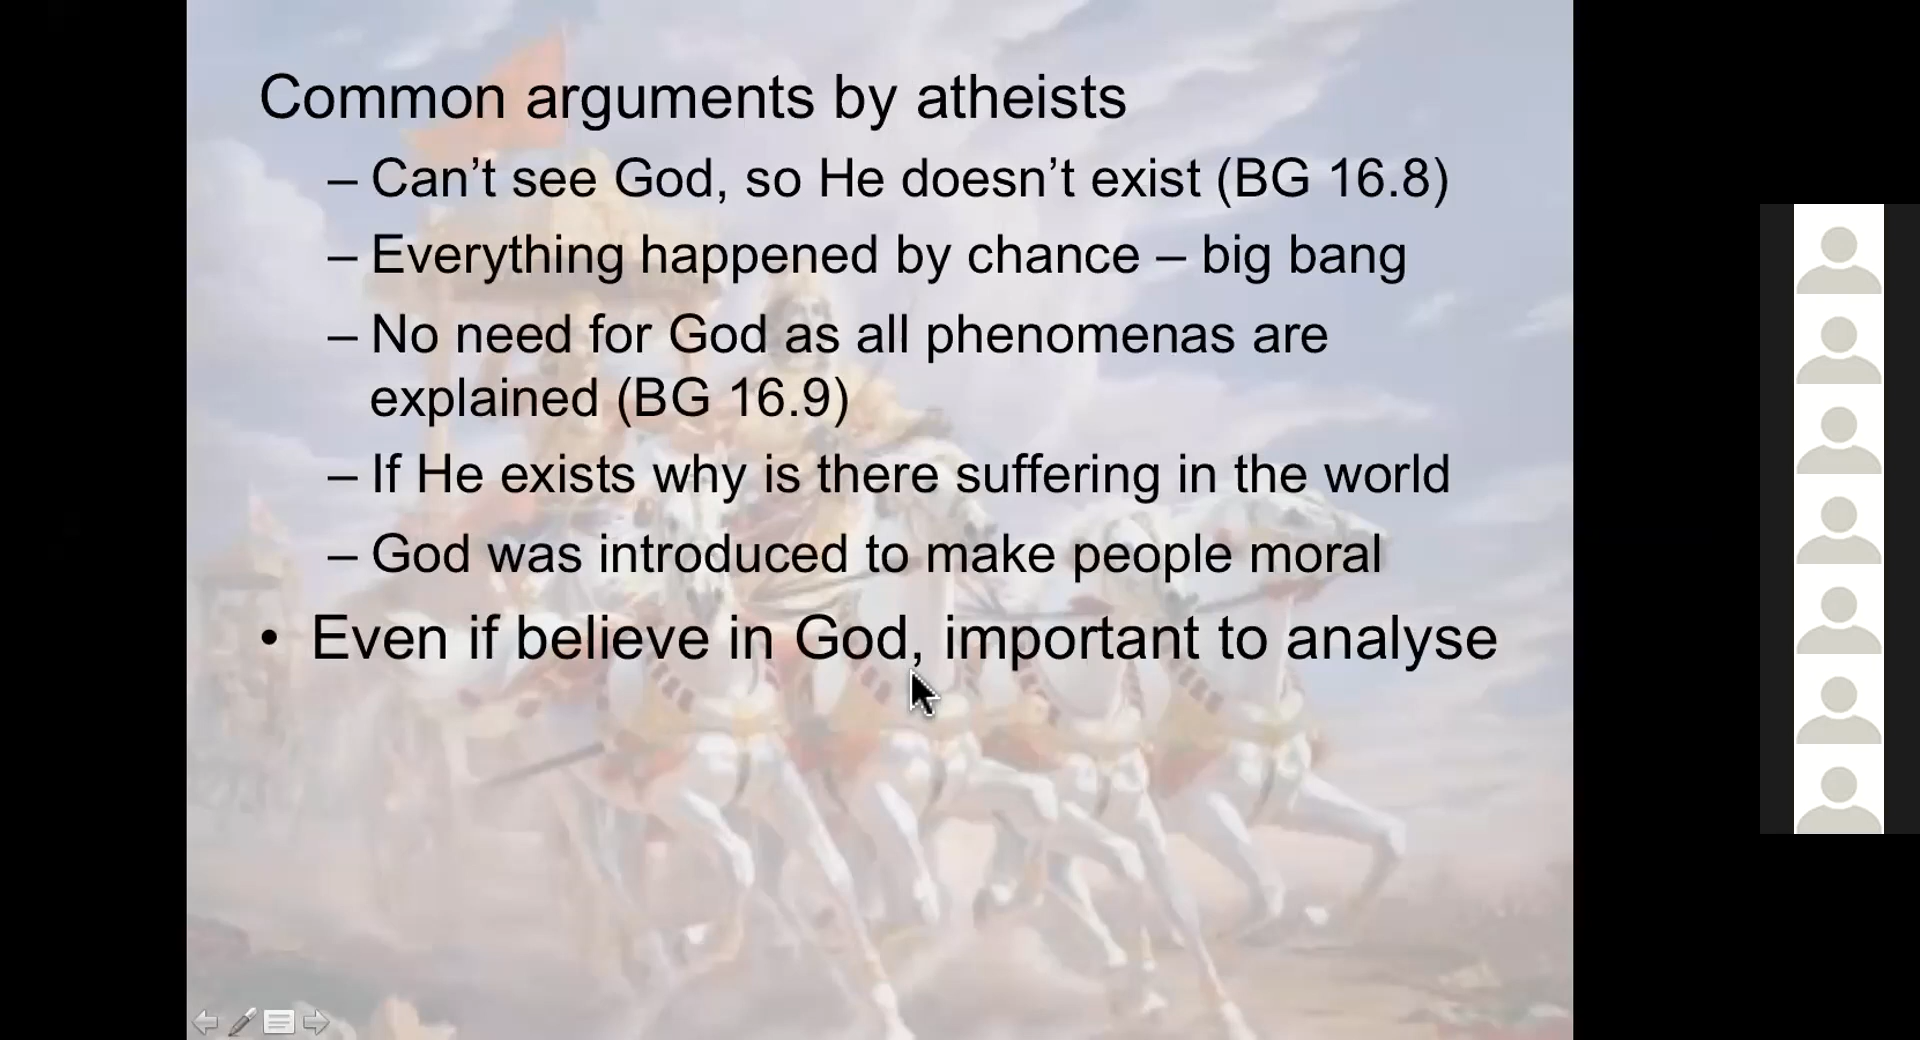 Common arguments by atheists
– Can’t see God, so He doesn’t exist (BG 16.8)
– Everything happened by chance – big bang
– No need for God as all phenomenas are
explained (BG 16.9)
– If He exists why is there suffering in the world
– God was introduced to make people moral
• Even if believe in God, important to analyse